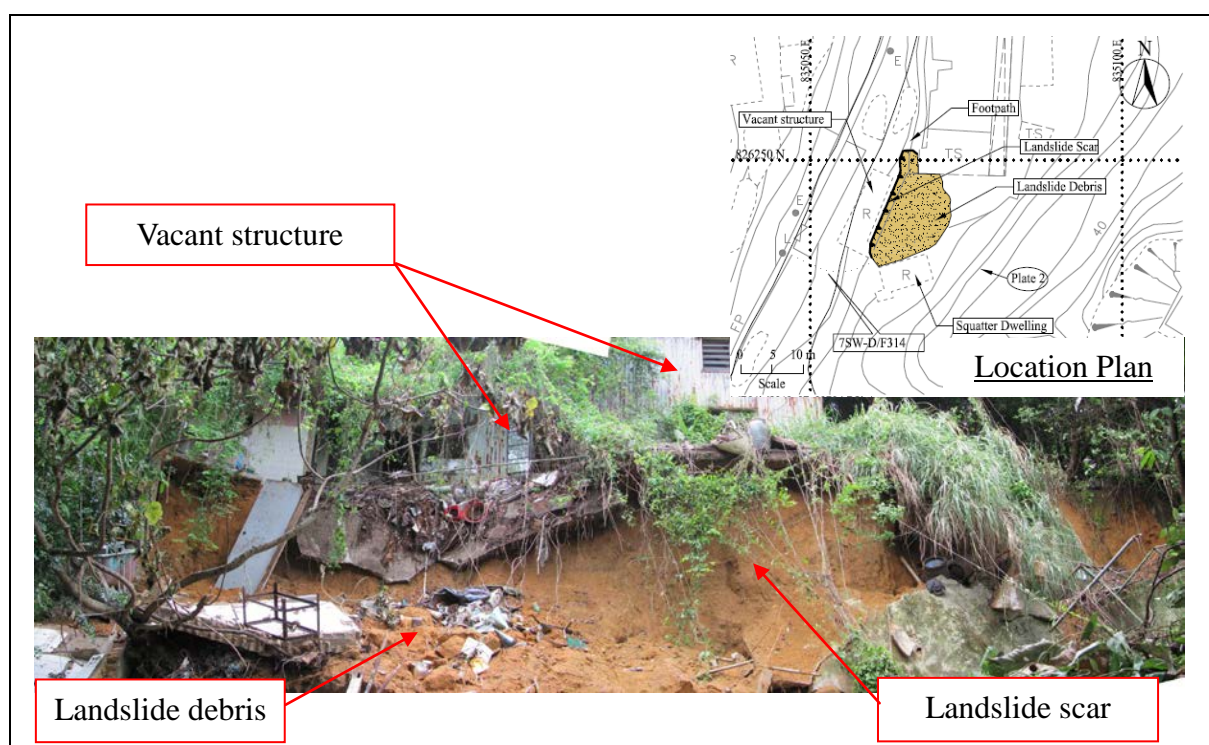 835050 E
835100 E
N
R
E
Footpath
Vacant structure
TS
826250 N
TS
Landslide Scar
Landslide Debris
E
R
40
L
R
Plate 2
Squatter Dwelling
EP
7SW-D/F314
0 5 10 m
Scale
Location Plan
Vacant structure
Landslide debris
Landslide scar